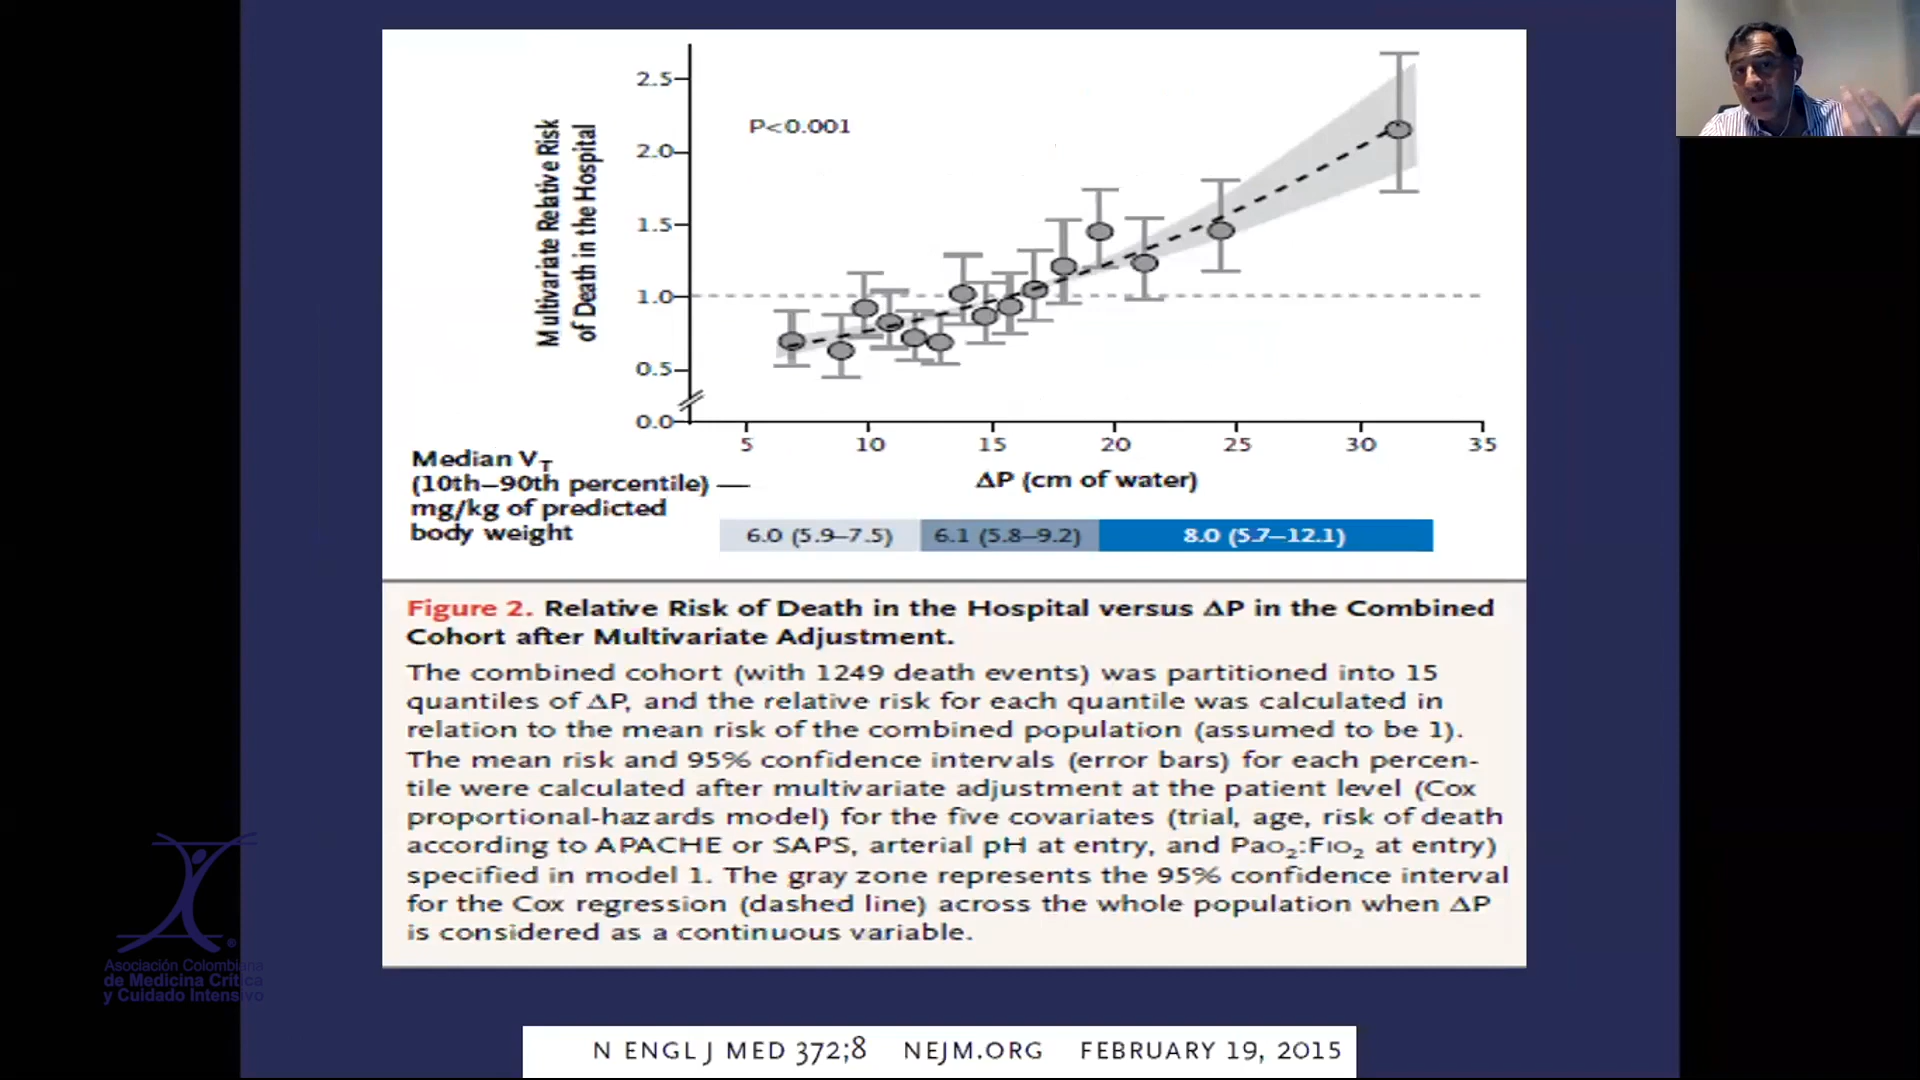 2.5
2.0
1.5
1.0
0.5
0.0
Multivariate Relative Risk
of Death in the Hospital
P<0.001
5 10 15 20 25 30 35
ΔP (cm of water)
Median VT
(10th–90th percentile) —
mg/kg of predicted
body weight
6.0 (5.9–7.5) 6.1 (5.8–9.2) 8.0 (5.7–12.1)
Figure 2. Relative Risk of Death in the Hospital versus ΔP in the Combined
Cohort after Multivariate Adjustment.
The combined cohort (with 1249 death events) was partitioned into 15
quantiles of ΔP, and the relative risk for each quantile was calculated in
relation to the mean risk of the combined population (assumed to be 1).
The mean risk and 95% confidence intervals (error bars) for each percen-
tile were calculated after multivariate adjustment at the patient level (Cox
proportional-hazards model) for the five covariates (trial, age, risk of death
according to APACHE or SAPS, arterial pH at entry, and PaO2:FIO2 at entry)
specified in model 1. The gray zone represents the 95% confidence interval
for the Cox regression (dashed line) across the whole population when ΔP
is considered as a continuous variable.
Asociación Colombiana
de Medicina Crítica
y Cuidado Intensivo
N ENGL J MED 372;8 NEJM.ORG FEBRUARY 19, 2015